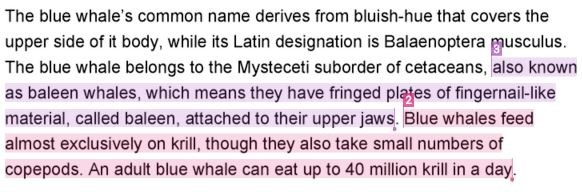 The blue whale’s common name derives from bluish-hue that covers the
upper side of it body, while its Latin designation is Balaenoptera musculus.
The blue whale belongs to the Mysteceti suborder of cetaceans, also known
as baleen whales, which means they have fringed plates of fingernail-like
material, called baleen, attached to their upper jaws. Blue whales feed
almost exclusively on krill, though they also take small numbers of
copepods. An adult blue whale can eat up to 40 million krill in a day.
3
2